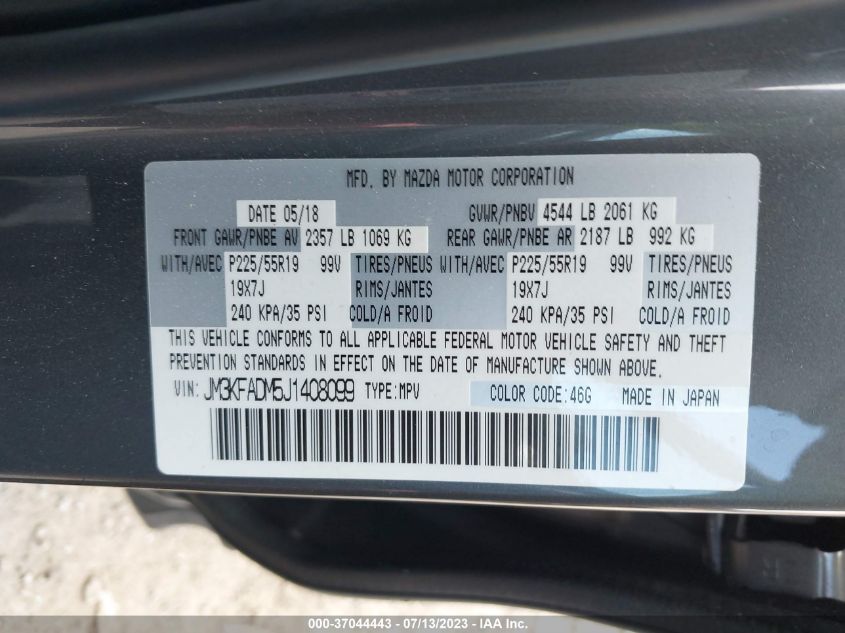 MFD. BY MAZDA MOTOR CORPORATION
DATE 05/18 GVWR/PNBV 4544 LB 2061 KG
FRONT GAWR/PNBE AV 2357 LB 1069 KG REAR GAWR/PNBE AR 2187 LB 992 KG
WITH/AVEC P225/55R19 99V TIRES/PNEUS WITH/AVEC P225/55R19 99V TIRES/PNEUS
19X7J RIMS/JANTES 19X7J RIMS/JANTES
240 KPA/35 PSI COLD/A FROID 240 KPA/35 PSI COLD/A FROID
THIS VEHICLE CONFORMS TO ALL APPLICABLE FEDERAL MOTOR VEHICLE SAFETY AND THEFT
PREVENTION STANDARDS IN EFFECT ON THE DATE OF MANUFACTURE SHOWN ABOVE.
VIN: JM3KFADM5J1408099 TYPE:MPV COLOR CODE:46G MADE IN JAPAN
000-37044443 - 07/13/2023 - IAA Inc.